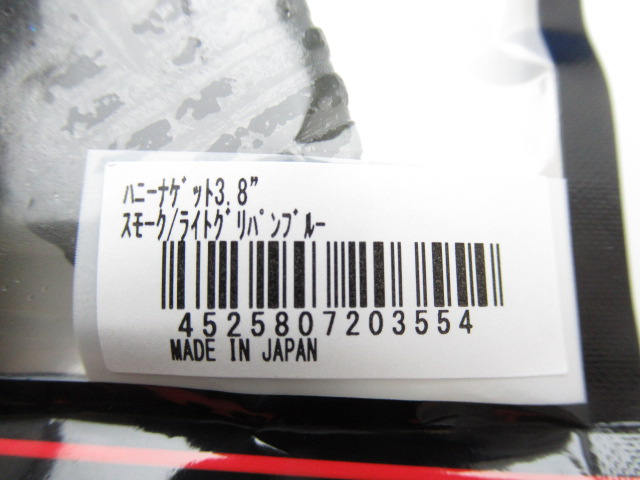 ﾊﾆｰﾅｹﾞｯﾄ3.8"
ｽﾓｰｸ/ﾗｲﾄｸﾞﾘﾊﾟﾝﾌﾞﾙｰ
4525807203554
MADE IN JAPAN